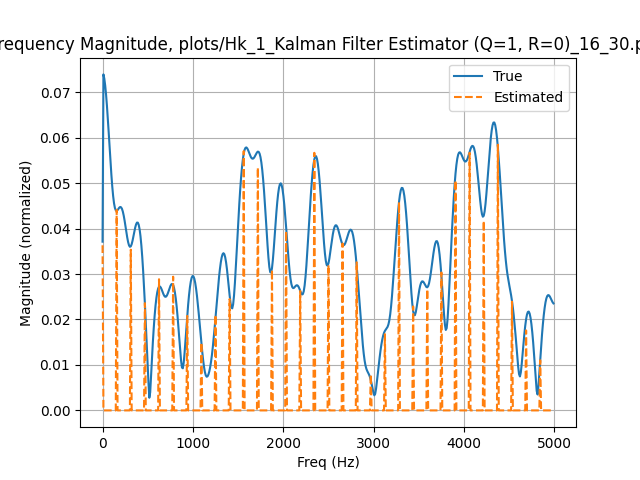 requency Magnitude, plots/Hk_1_Kalman Filter Estimator (Q=1, R=0)_16_30.p
True
Estimated
0.07
0.06
0.05
0.04
0.03
0.02
0.01
0.00
Magnitude (normalized)
0
1000
2000
3000
4000
5000
Freq (Hz)